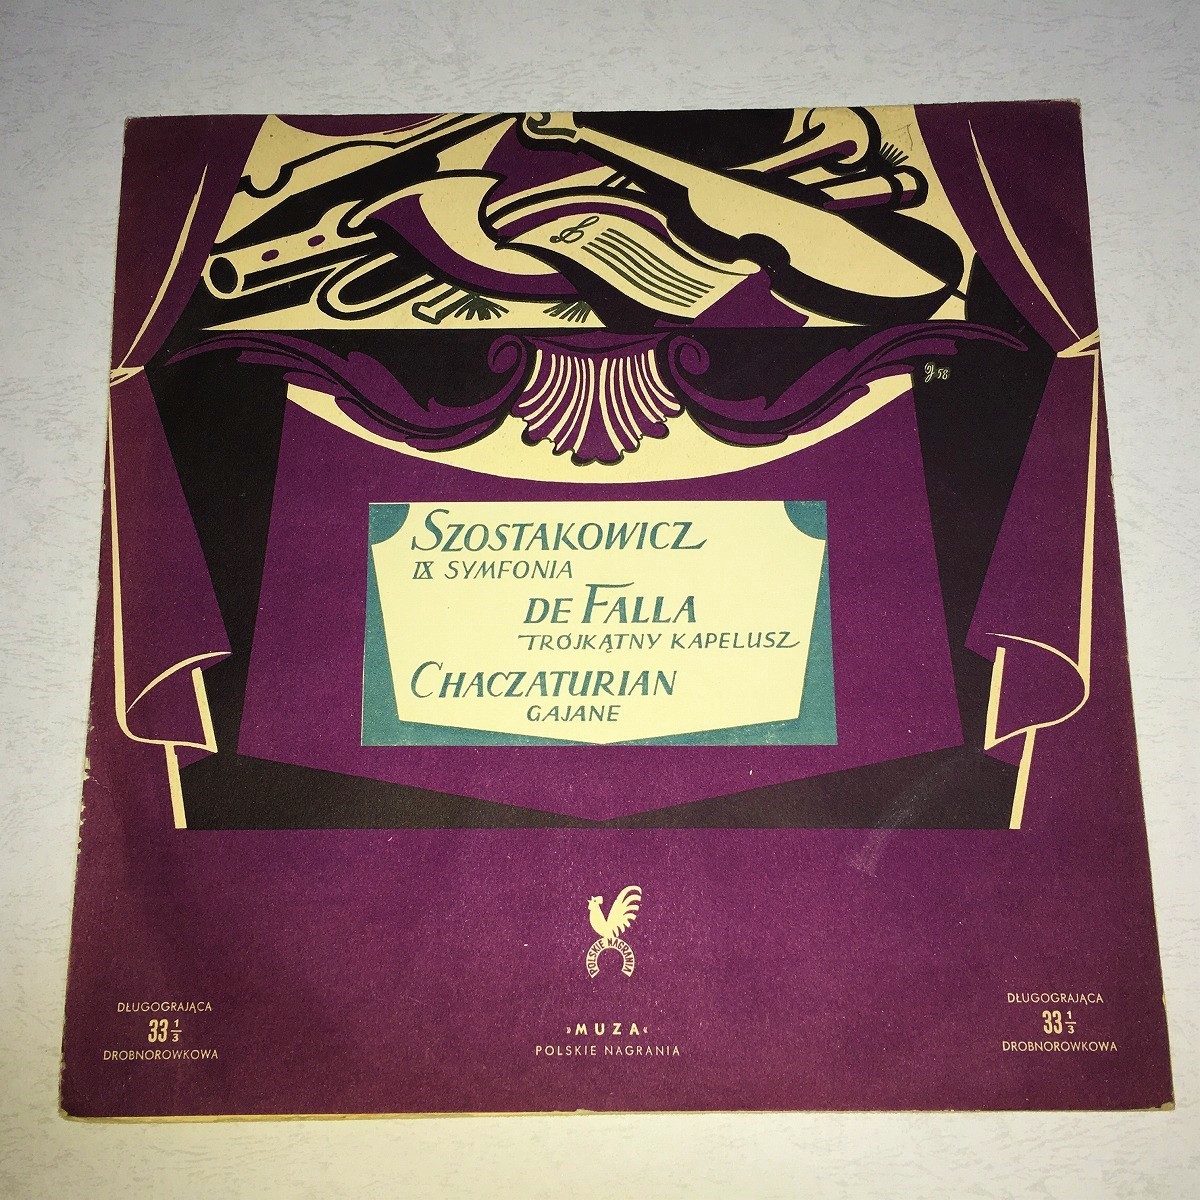 J 58
SZOSTAKOWICZ
IX SYMFONIA
DE FALLA
TRÓJKĄTNY KAPELUSZ
CHACZATURIAN
GAJANE
POLSKIE NAGRANIA
DŁUGOGRAJĄCA
33 1/3
DROBNOROWKOWA
»MUZA«
POLSKIE NAGRANIA
DŁUGOGRAJĄCA
33 1/3
DROBNOROWKOWA